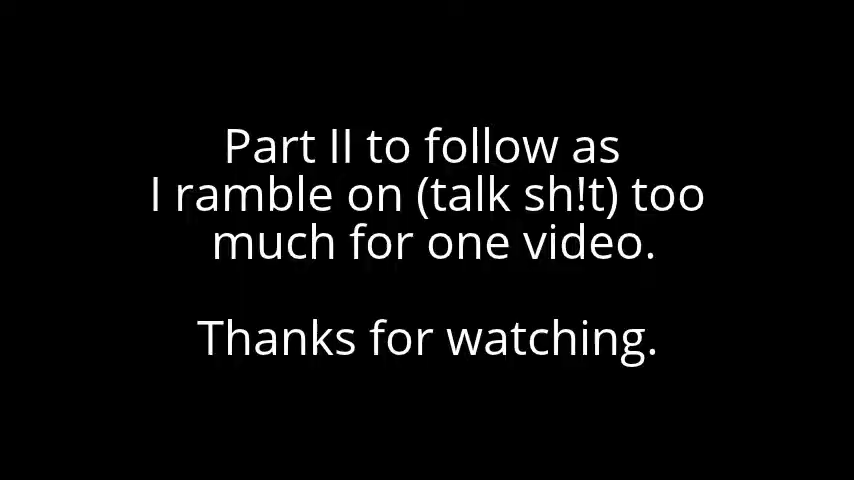 Part II to follow as
I ramble on (talk sh!t) too
much for one video.
Thanks for watching.